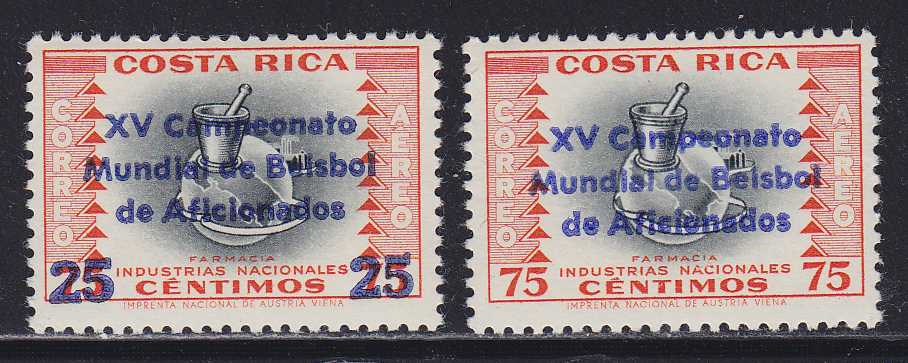 COSTA RICA
CORREO
AEREO
XV Campeonato
Mundial de Beisbol
de Aficionados
FARMACIA
INDUSTRIAS NACIONALES
25 CÉNTIMOS 25
IMPRENTA NACIONAL DE AUSTRIA VIENA
COSTA RICA
CORREO
AEREO
XV Campeonato
Mundial de Beisbol
de Aficionados
FARMACIA
INDUSTRIAS NACIONALES
75 CÉNTIMOS 75
IMPRENTA NACIONAL DE AUSTRIA VIENA